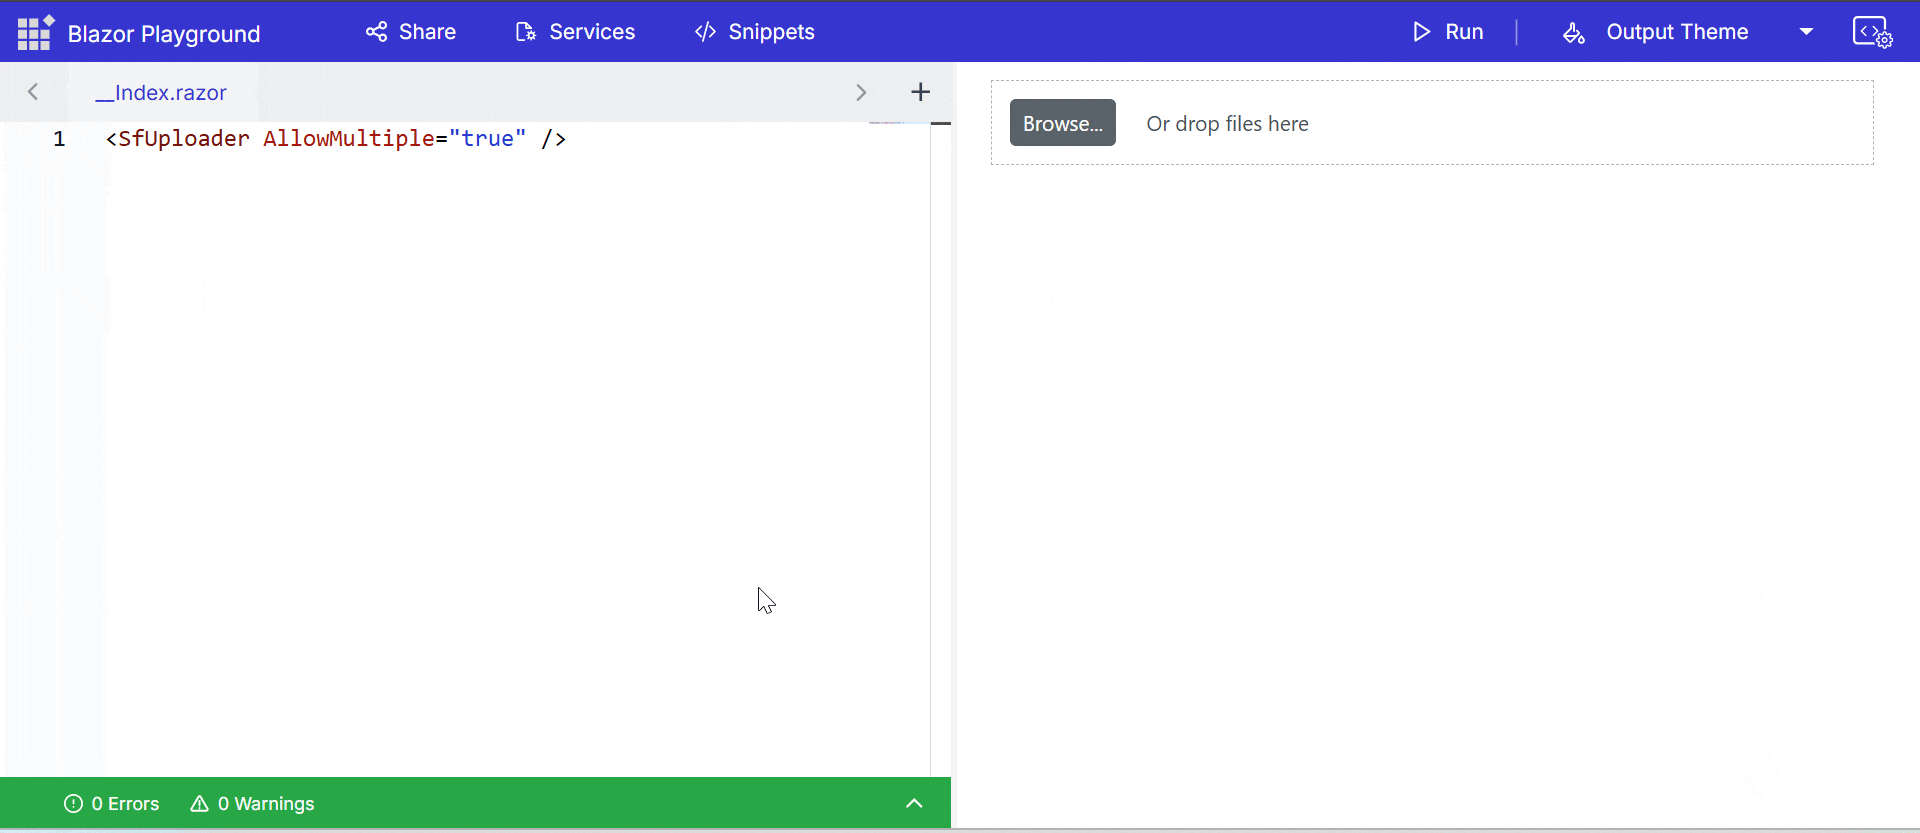 Blazor Playground Share Services Snippets Run Output Theme
__Index.razor
1 <SfUploader AllowMultiple="true" />
Browse... Or drop files here
0 Errors 0 Warnings